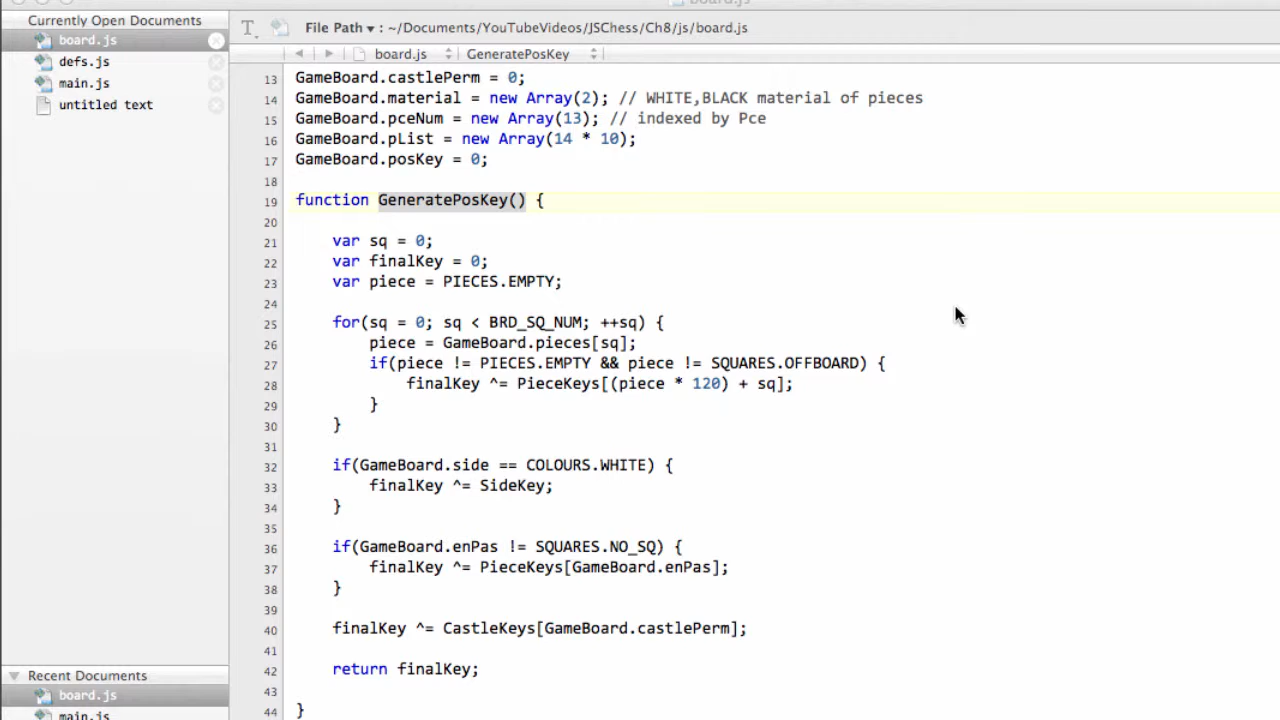 board.js
Currently Open Documents
board.js
defs.js
main.js
untitled text
Recent Documents
board.js
main.js
File Path ▾ : ~/Documents/YouTubeVideos/JSChess/Ch8/js/board.js
board.js GeneratePosKey
13 GameBoard.castlePerm = 0;
14 GameBoard.material = new Array(2); // WHITE,BLACK material of pieces
15 GameBoard.pceNum = new Array(13); // indexed by Pce
16 GameBoard.pList = new Array(14 * 10);
17 GameBoard.posKey = 0;
18
19 function GeneratePosKey() {
20
21 var sq = 0;
22 var finalKey = 0;
23 var piece = PIECES.EMPTY;
24
25 for(sq = 0; sq < BRD_SQ_NUM; ++sq) {
26 piece = GameBoard.pieces[sq];
27 if(piece != PIECES.EMPTY && piece != SQUARES.OFFBOARD) {
28 finalKey ^= PieceKeys[(piece * 120) + sq];
29 }
30 }
31
32 if(GameBoard.side == COLOURS.WHITE) {
33 finalKey ^= SideKey;
34 }
35
36 if(GameBoard.enPas != SQUARES.NO_SQ) {
37 finalKey ^= PieceKeys[GameBoard.enPas];
38 }
39
40 finalKey ^= CastleKeys[GameBoard.castlePerm];
41
42 return finalKey;
43
44 }